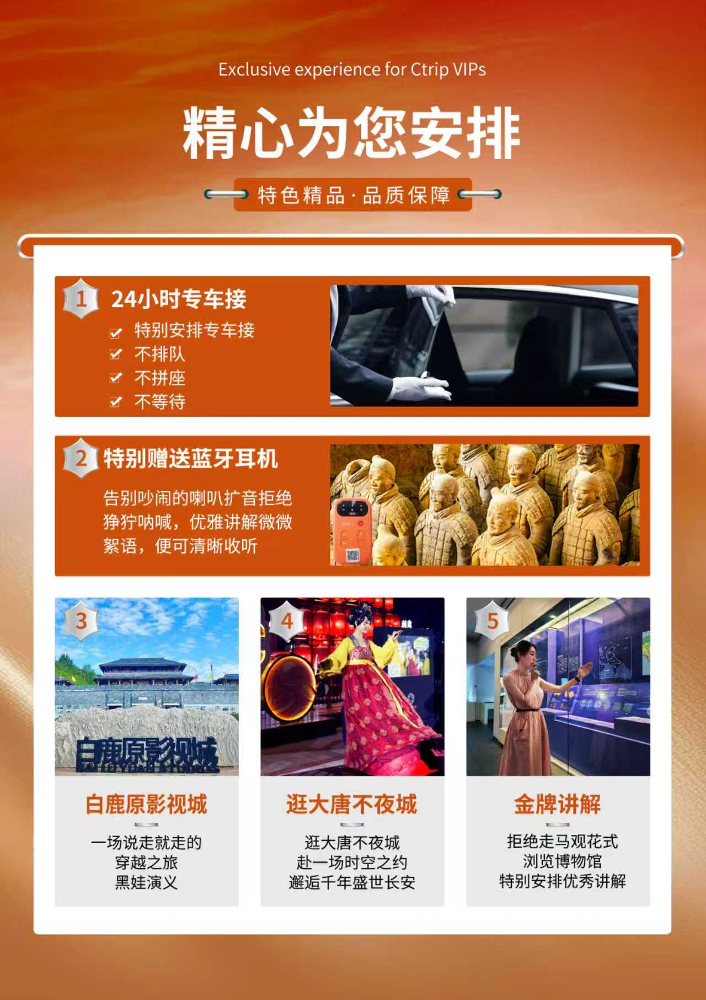 Exclusive experience for Ctrip VIPs
精心为您安排
特色精品·品质保障
1
24小时专车接
特别安排专车接
不排队
不拼座
不等待
2
特别赠送蓝牙耳机
告别吵闹的喇叭扩音拒绝
狰狞呐喊，优雅讲解微微
絮语，便可清晰收听
3
白鹿原影视城
白鹿原影视城
一场说走就走的
穿越之旅
黑娃演义
4
逛大唐不夜城
逛大唐不夜城
赴一场时空之约
邂逅千年盛世长安
5
金牌讲解
拒绝走马观花式
浏览博物馆
特别安排优秀讲解